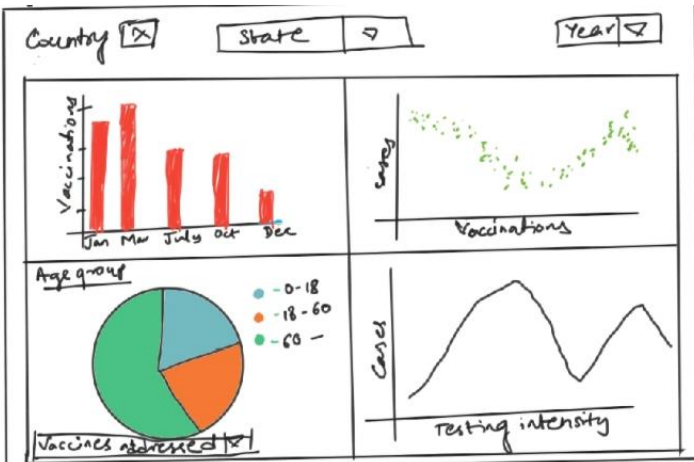 Country
State
Year
Vaccinations
Jan Mar July Oct Dec
Cases
Vaccinations
Age group
- 0-18
- 18-60
- 60 -
Vaccines addressed
Cases
Testing intensity